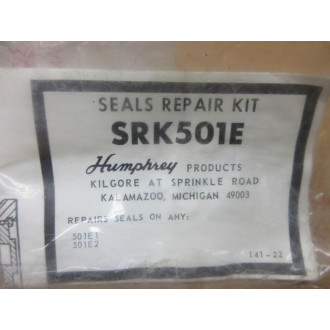 SEALS REPAIR KIT
SRK501E
Humphrey PRODUCTS
KILGORE AT SPRINKLE ROAD
KALAMAZOO, MICHIGAN 49003
REPAIRS SEALS ON ANY:
501E1
501E2
141-22